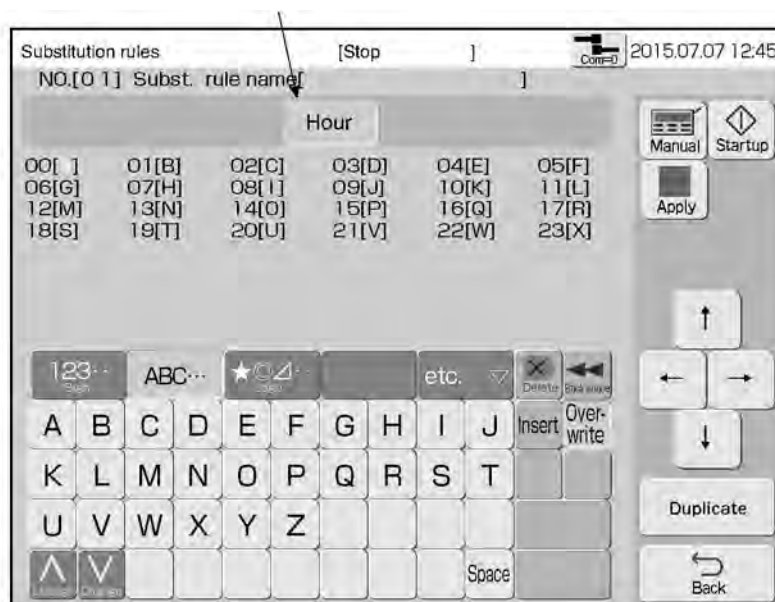 Substitution rules [Stop ] Com=0 2015.07.07 12:45
NO.[0 1] Subst. rule name[ ]
Hour
Manual Startup
00[ ] 01[B] 02[C] 03[D] 04[E] 05[F]
06[G] 07[H] 08[I] 09[J] 10[K] 11[L]
12[M] 13[N] 14[O] 15[P] 16[Q] 17[R]
Apply
18[S] 19[T] 20[U] 21[V] 22[W] 23[X]
↑
123·· ABC··· ★◎⊿·· etc. ▽ Delete
← →
A B C D E F G H I J Insert Over-write
↓
K L M N O P Q R S T
Duplicate
U V W X Y Z
Space
Back